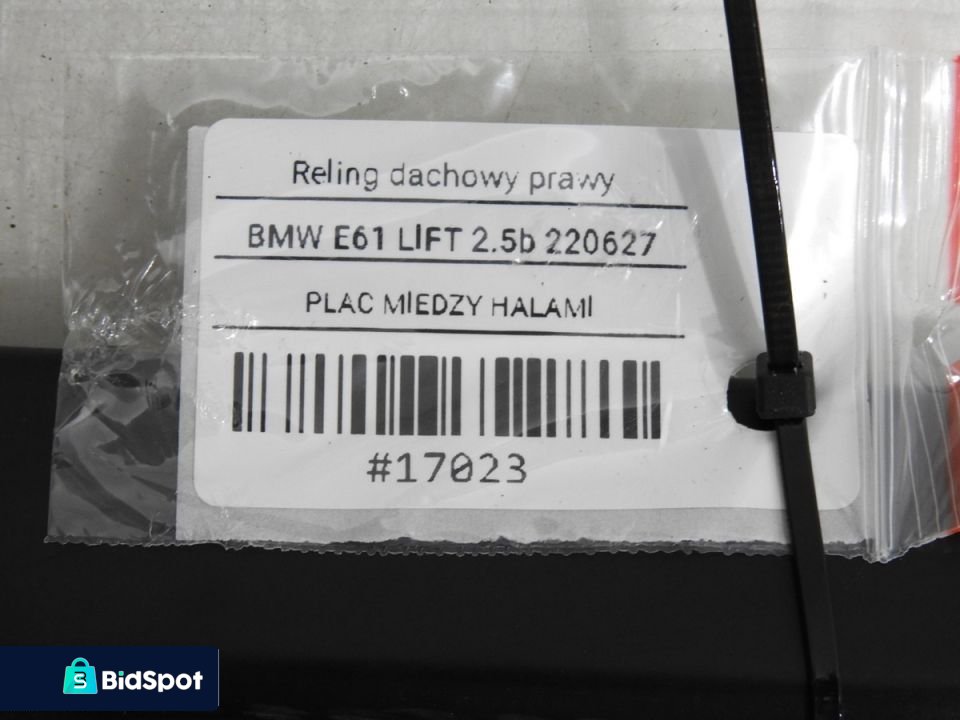 Reling dachowy prawy
BMW E61 LIFT 2.5b 220627
PLAC MIEDZY HALAMI
#17023
S BidSpot